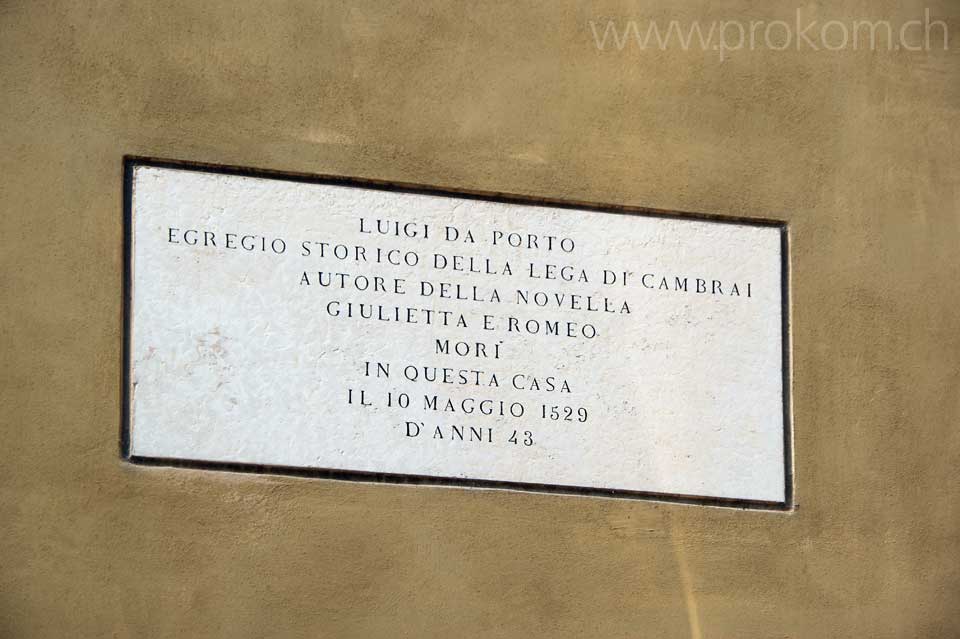 www.prokom.ch
LUIGI DA PORTO
EGREGIO STORICO DELLA LEGA DI CAMBRAI
AUTORE DELLA NOVELLA
GIULIETTA E ROMEO
MORÌ
IN QUESTA CASA
IL 10 MAGGIO 1529
D'ANNI 43